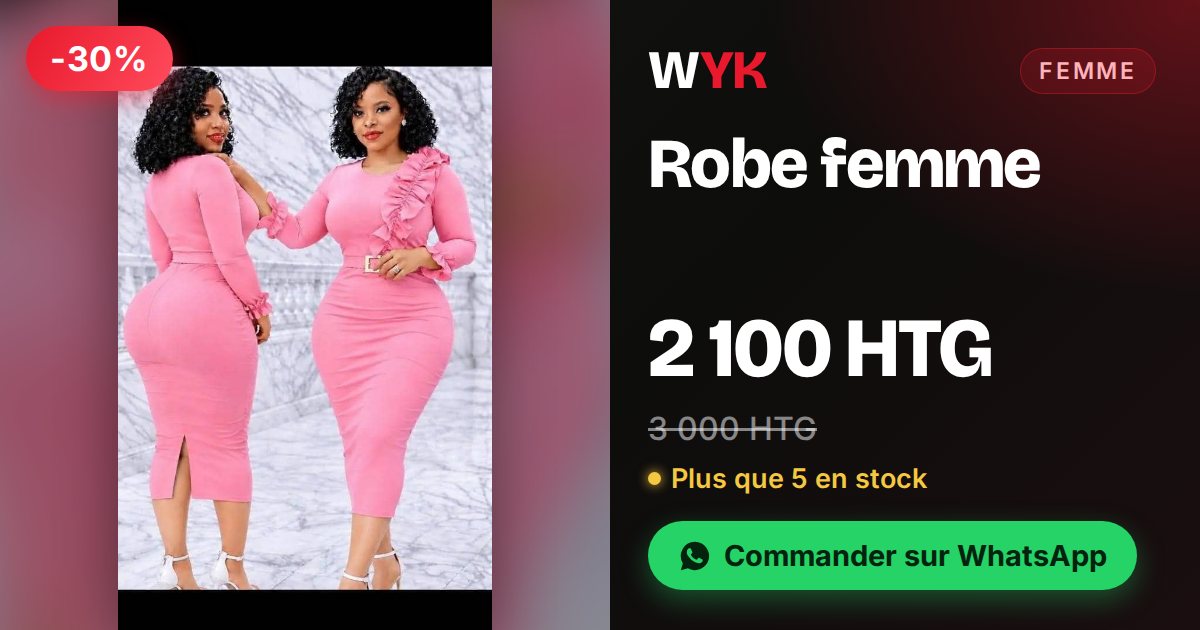 -30%
WYK
FEMME
Robe femme
2 100 HTG
3 000 HTG
Plus que 5 en stock
Commander sur WhatsApp